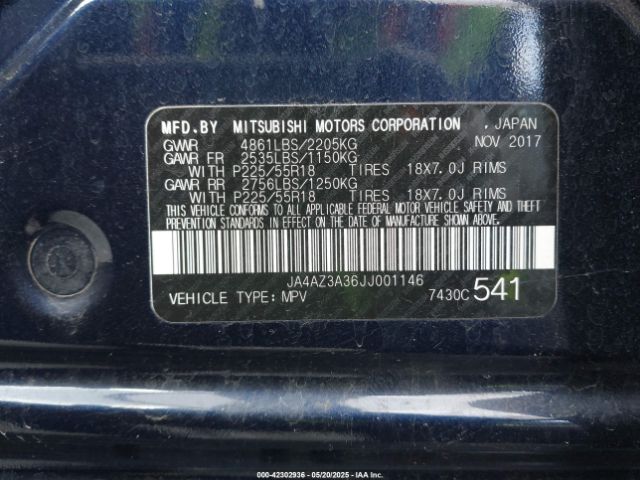 MFD.BY MITSUBISHI MOTORS CORPORATION , JAPAN
GVWR 4861LBS/2205KG NOV 2017
GAWR FR 2535LBS/1150KG
WITH P225/55R18 TIRES 18X7.0J RIMS
GAWR RR 2756LBS/1250KG
WITH P225/55R18 TIRES 18X7.0J RIMS
THIS VEHICLE CONFORMS TO ALL APPLICABLE FEDERAL MOTOR VEHICLE SAFETY AND THEFT
PREVENTION STANDARDS IN EFFECT ON THE DATE OF MANUFACTURE SHOWN ABOVE.
JA4AZ3A36JJ001146
VEHICLE TYPE: MPV 7430C 541
000-42302936 - 05/20/2025 - IAAI.COM